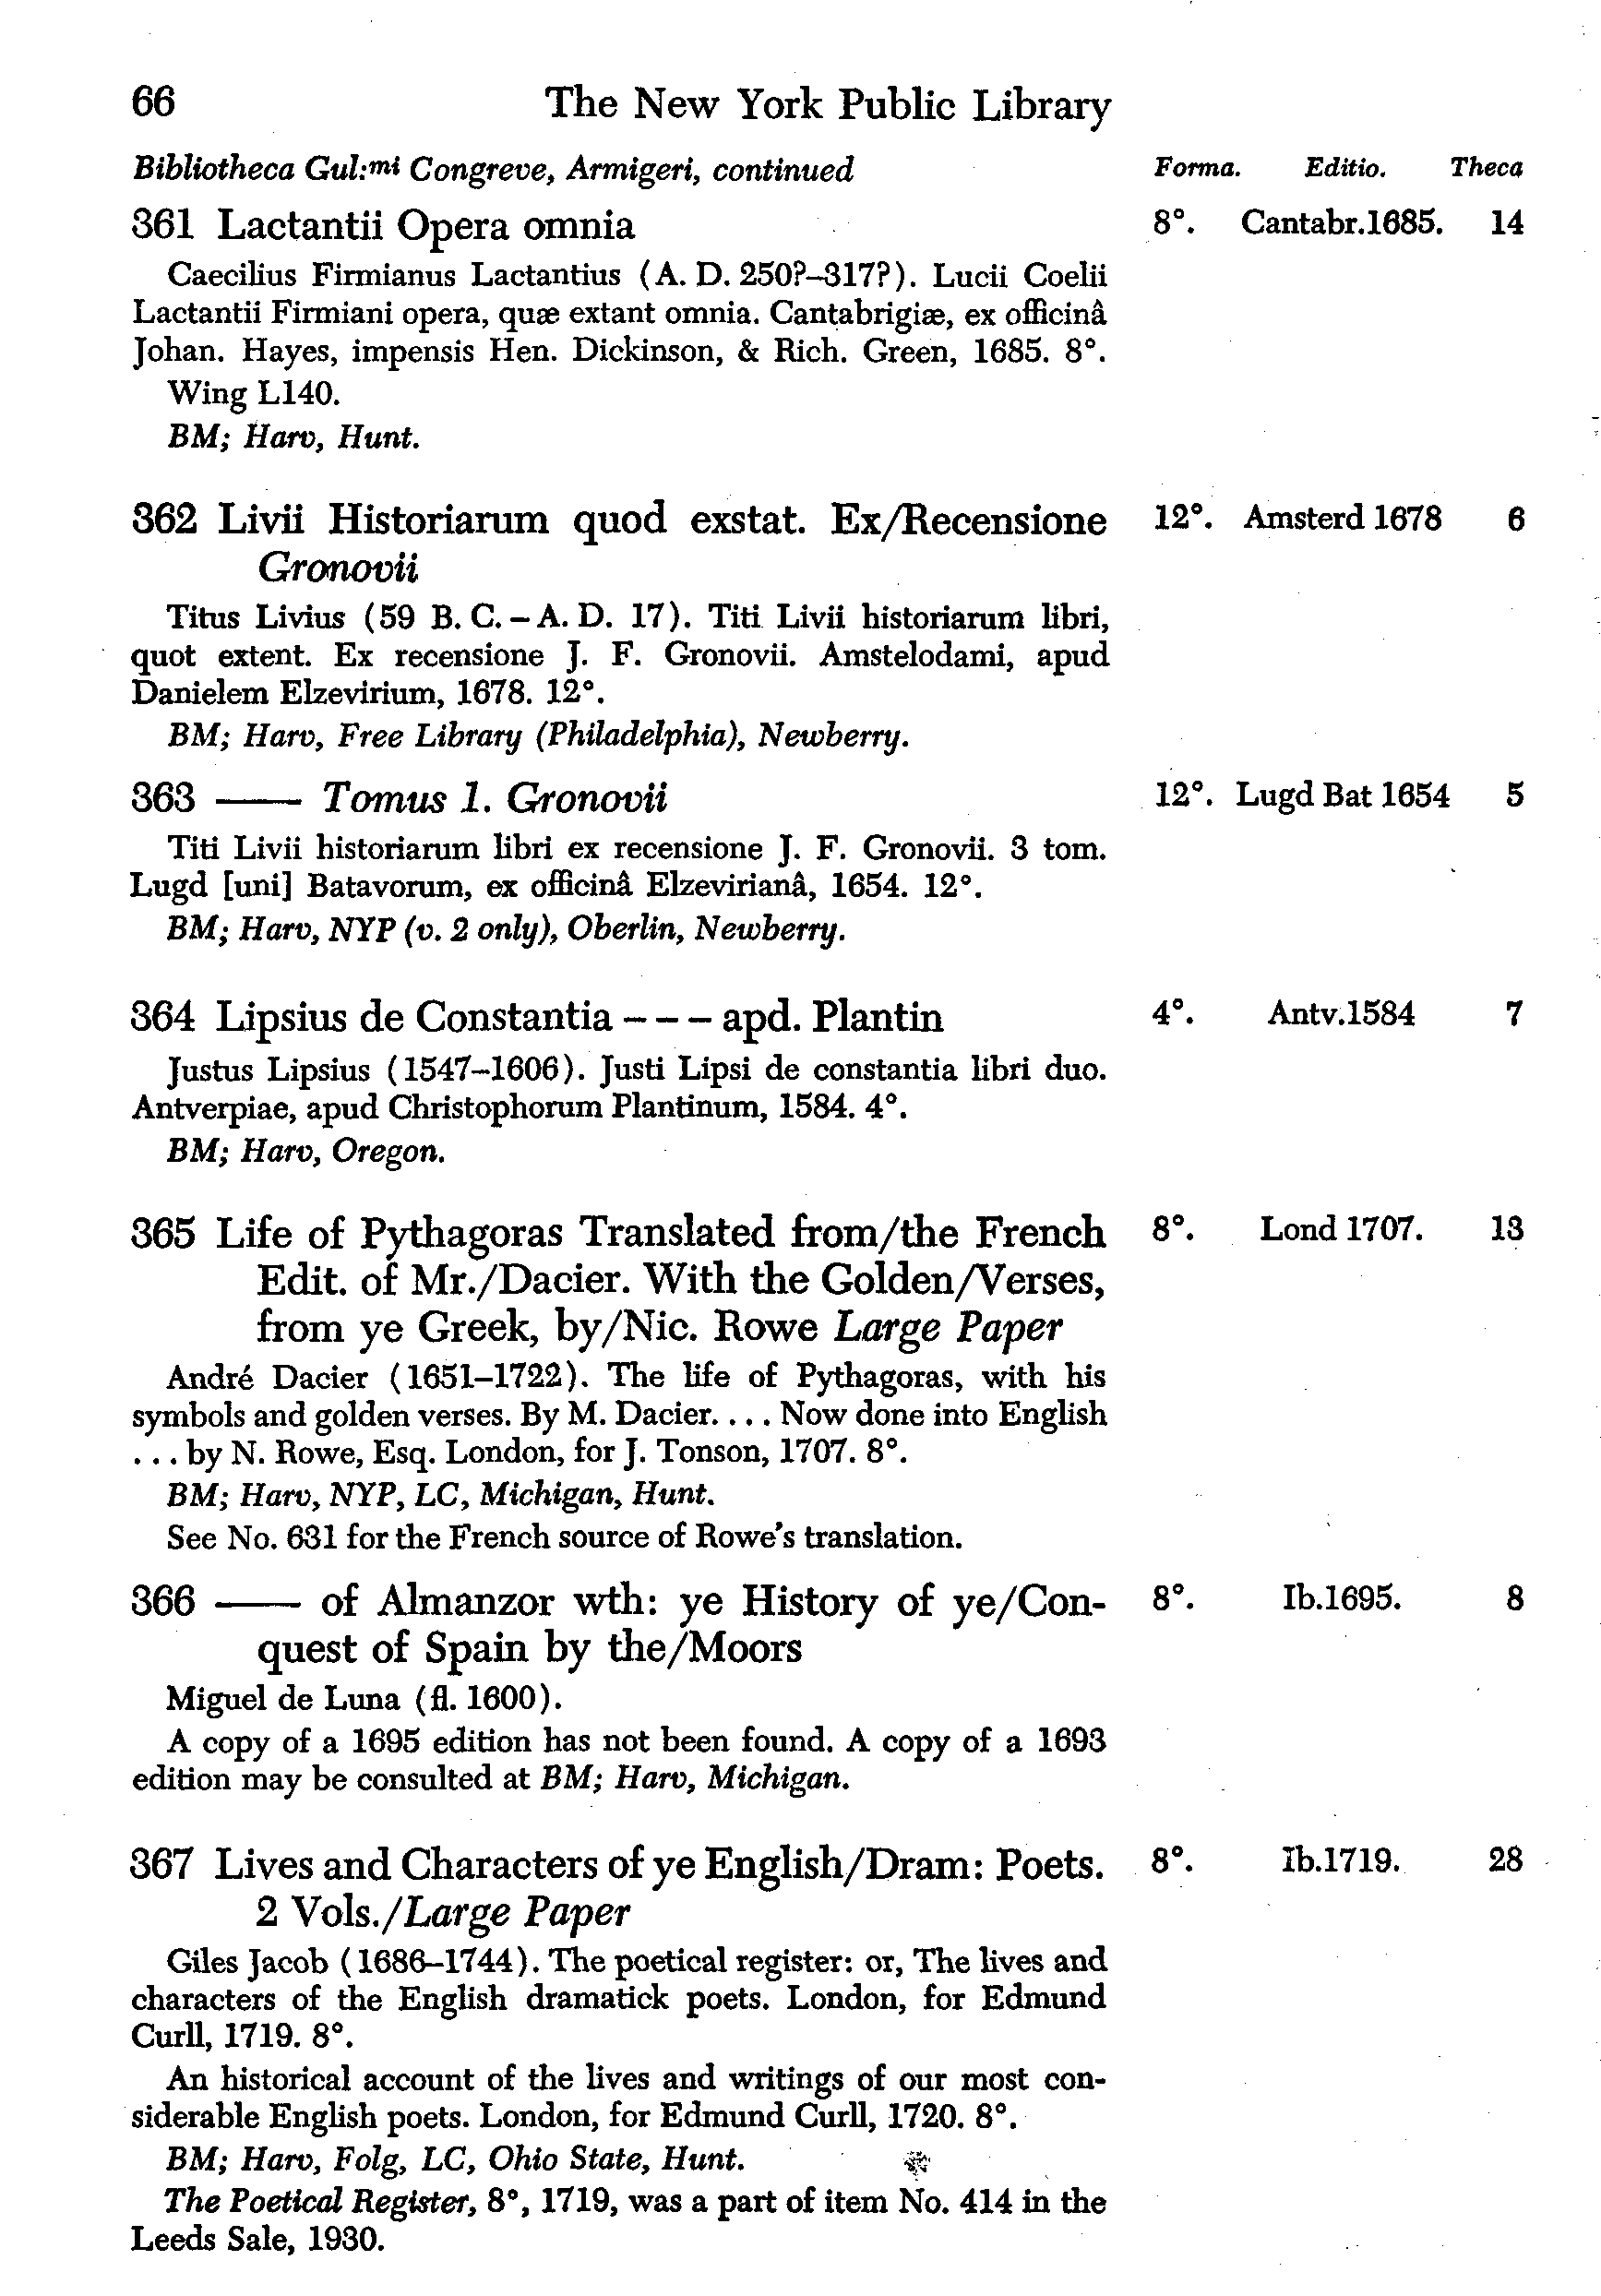 66 The New York Public Library
Bibliotheca Gul:mi Congreve, Armigeri, continued Forma. Editio. Theca
361 Lactantii Opera omnia 8°. Cantabr.1685. 14
Caecilius Firmianus Lactantius (A. D. 250?–317?). Lucii Coelii
Lactantii Firmiani opera, quæ extant omnia. Cantabrigiæ, ex officinâ
Johan. Hayes, impensis Hen. Dickinson, & Rich. Green, 1685. 8°.
Wing L140.
BM; Harv, Hunt.
362 Livii Historiarum quod exstat. Ex/Recensione 12°. Amsterd 1678 6
Gronovii
Titus Livius (59 B. C. – A. D. 17). Titi Livii historiarum libri,
quot extent. Ex recensione J. F. Gronovii. Amstelodami, apud
Danielem Elzevirium, 1678. 12°.
BM; Harv, Free Library (Philadelphia), Newberry.
363 —— Tomus 1. Gronovii 12°. Lugd Bat 1654 5
Titi Livii historiarum libri ex recensione J. F. Gronovii. 3 tom.
Lugd [uni] Batavorum, ex officinâ Elzevirianâ, 1654. 12°.
BM; Harv, NYP (v. 2 only), Oberlin, Newberry.
364 Lipsius de Constantia – – – apd. Plantin 4°. Antv.1584 7
Justus Lipsius (1547–1606). Justi Lipsi de constantia libri duo.
Antverpiae, apud Christophorum Plantinum, 1584. 4°.
BM; Harv, Oregon.
365 Life of Pythagoras Translated from/the French 8°. Lond 1707. 13
Edit. of Mr./Dacier. With the Golden/Verses,
from ye Greek, by/Nic. Rowe Large Paper
André Dacier (1651–1722). The life of Pythagoras, with his
symbols and golden verses. By M. Dacier. . . . Now done into English
. . . by N. Rowe, Esq. London, for J. Tonson, 1707. 8°.
BM; Harv, NYP, LC, Michigan, Hunt.
See No. 631 for the French source of Rowe's translation.
366 —— of Almanzor wth: ye History of ye/Con- 8°. Ib.1695. 8
quest of Spain by the/Moors
Miguel de Luna (fl. 1600).
A copy of a 1695 edition has not been found. A copy of a 1693
edition may be consulted at BM; Harv, Michigan.
367 Lives and Characters of ye English/Dram: Poets. 8°. Ib.1719. 28
2 Vols./Large Paper
Giles Jacob (1686–1744). The poetical register: or, The lives and
characters of the English dramatick poets. London, for Edmund
Curll, 1719. 8°.
An historical account of the lives and writings of our most con-
siderable English poets. London, for Edmund Curll, 1720. 8°.
BM; Harv, Folg, LC, Ohio State, Hunt.
The Poetical Register, 8°, 1719, was a part of item No. 414 in the
Leeds Sale, 1930.